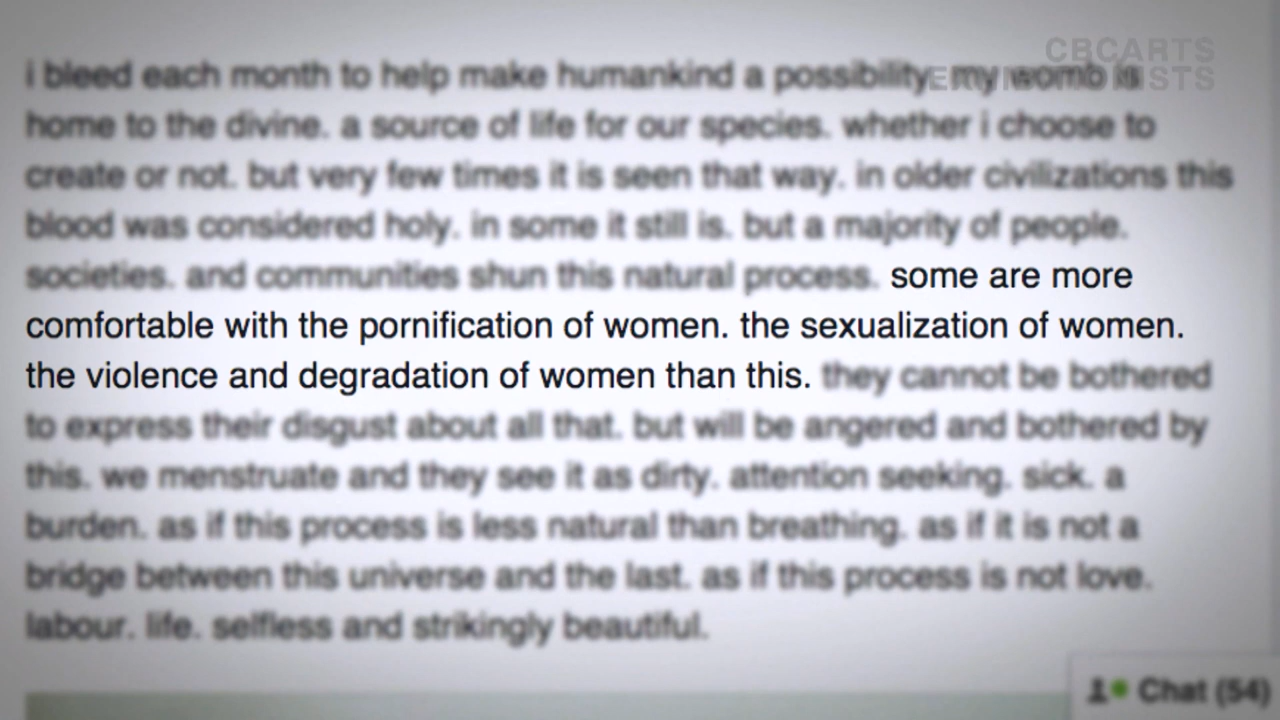 CBCARTS
EXHIBITIONISTS
i bleed each month to help make humankind a possibility. my womb is
home to the divine. a source of life for our species. whether i choose to
create or not. but very few times it is seen that way. in older civilizations this
blood was considered holy. in some it still is. but a majority of people.
societies. and communities shun this natural process. some are more
comfortable with the pornification of women. the sexualization of women.
the violence and degradation of women than this. they cannot be bothered
to express their disgust about all that. but will be angered and bothered by
this. we menstruate and they see it as dirty. attention seeking. sick. a
burden. as if this process is less natural than breathing. as if it is not a
bridge between this universe and the last. as if this process is not love.
labour. life. selfless and strikingly beautiful.
Chat (54)